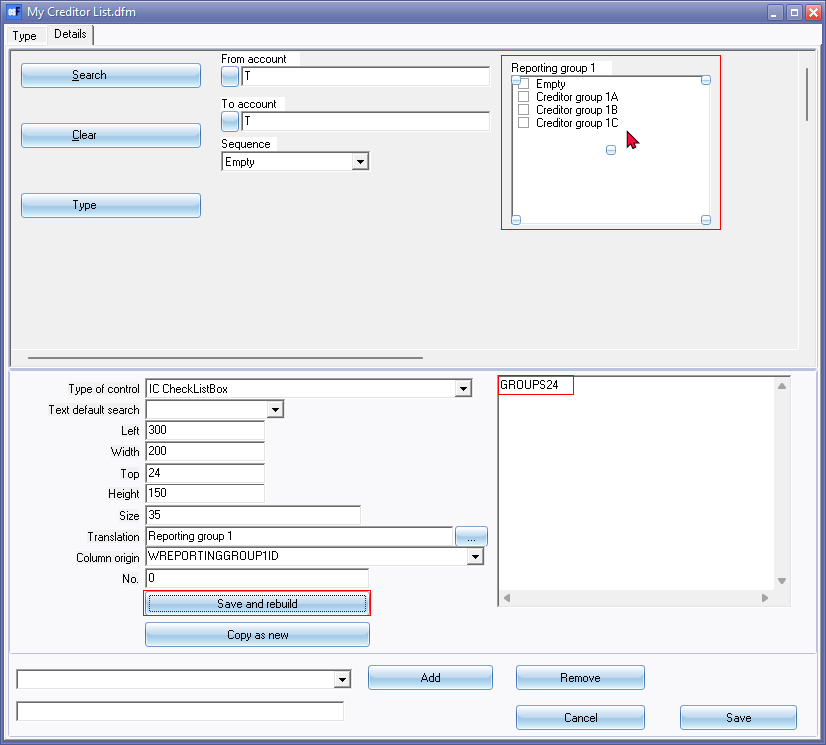 My Creditor List.dfm
Type Details
Search
Clear
Type
From account
T
To account
T
Sequence
Empty
Reporting group 1
Empty
Creditor group 1A
Creditor group 1B
Creditor group 1C
Type of control IC CheckListBox
Text default search
Left 300
Width 200
Top 24
Height 150
Size 35
Translation Reporting group 1 ...
Column origin WREPORTINGGROUP1ID
No. 0
Save and rebuild
Copy as new
GROUPS24
Add Remove
Cancel Save